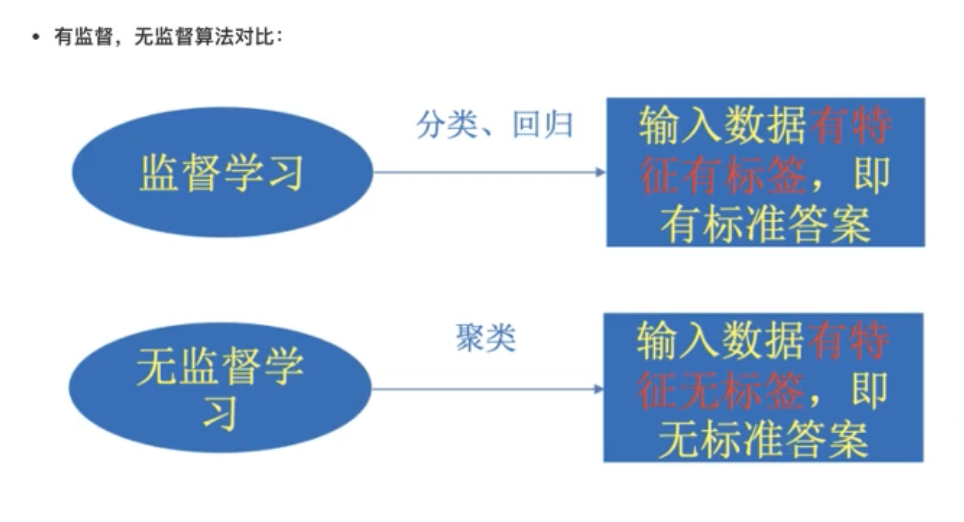 • 有监督，无监督算法对比：
分类、回归
监督学习
输入数据有特
征有标签，即
有标准答案
聚类
无监督学
习
输入数据有特
征无标签，即
无标准答案